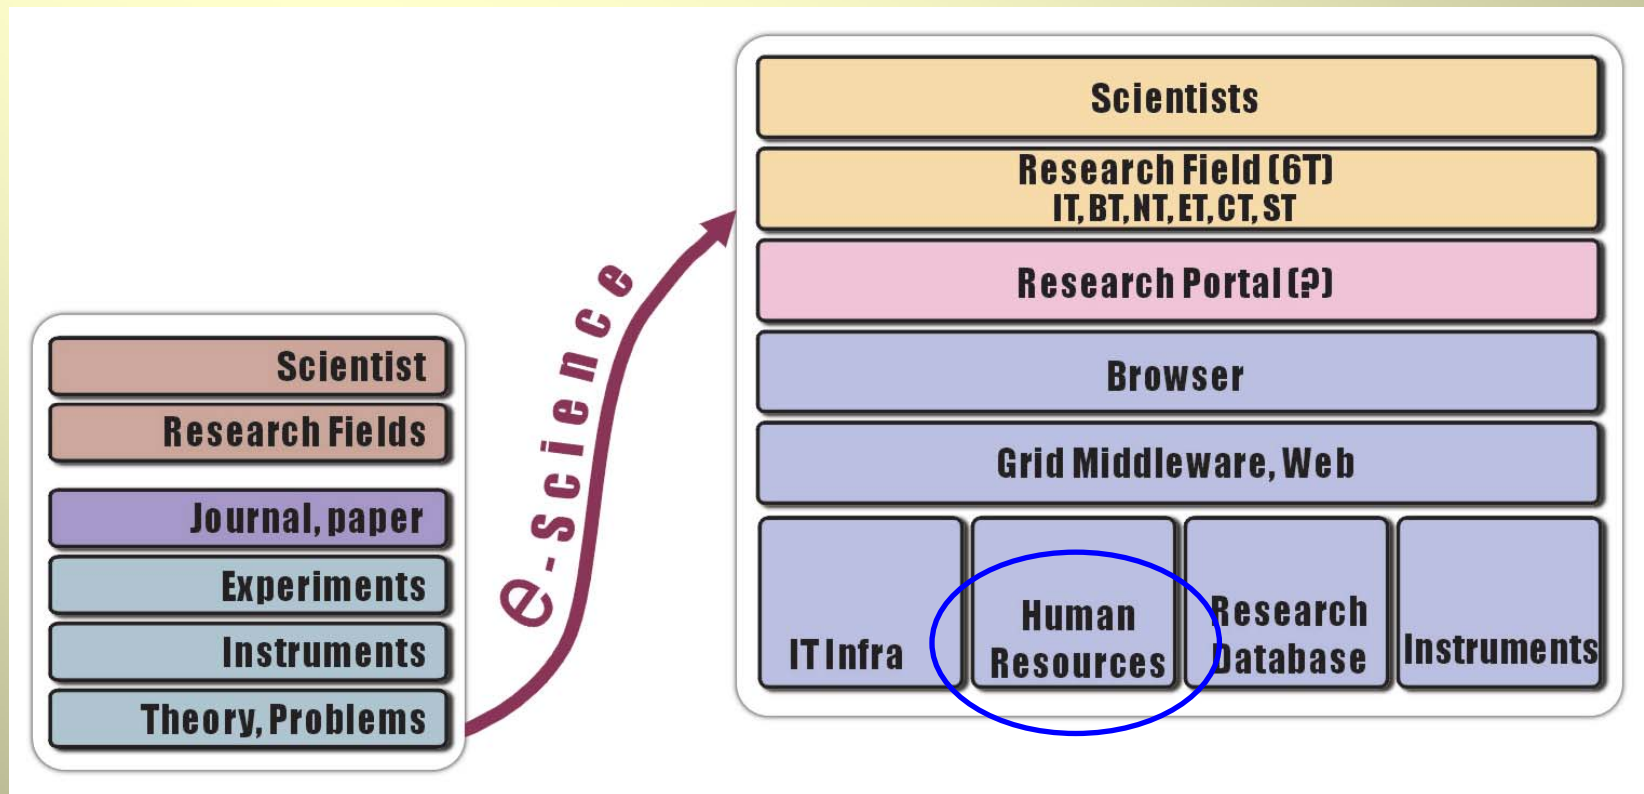 Scientist
Research Fields
Journal, paper
Experiments
Instruments
Theory, Problems
e-science
Scientists
Research Field (6T)
IT, BT, NT, ET, CT, ST
Research Portal (?)
Browser
Grid Middleware, Web
IT Infra
Human
Resources
Research
Database
Instruments